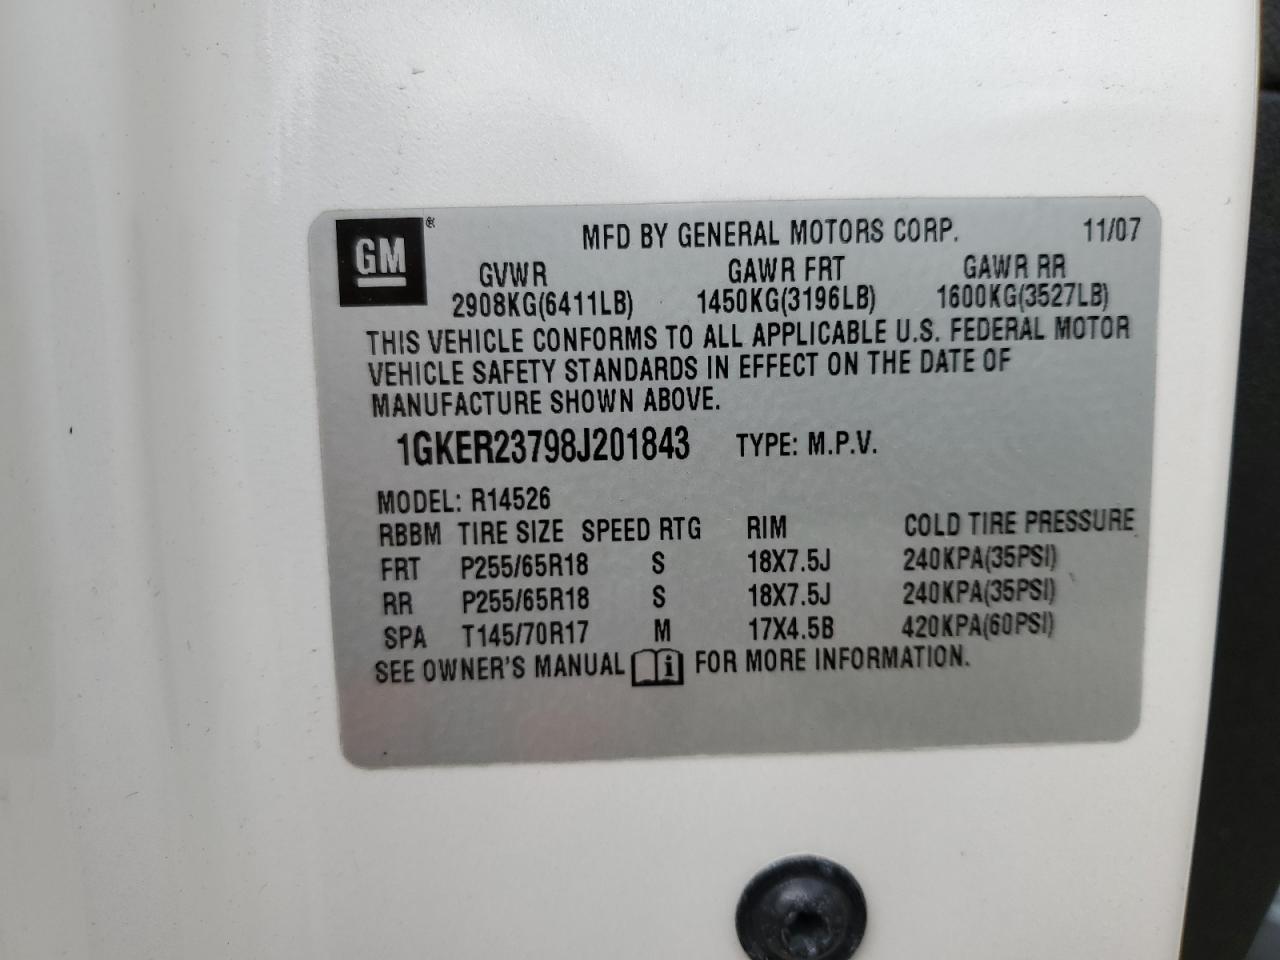 GM® MFD BY GENERAL MOTORS CORP. 11/07
GVWR GAWR FRT GAWR RR
2908KG(6411LB) 1450KG(3196LB) 1600KG(3527LB)
THIS VEHICLE CONFORMS TO ALL APPLICABLE U.S. FEDERAL MOTOR
VEHICLE SAFETY STANDARDS IN EFFECT ON THE DATE OF
MANUFACTURE SHOWN ABOVE.
1GKER23798J201843 TYPE: M.P.V.
MODEL: R14526
RBBM TIRE SIZE SPEED RTG RIM COLD TIRE PRESSURE
FRT P255/65R18 S 18X7.5J 240KPA(35PSI)
RR P255/65R18 S 18X7.5J 240KPA(35PSI)
SPA T145/70R17 M 17X4.5B 420KPA(60PSI)
SEE OWNER'S MANUAL i FOR MORE INFORMATION.